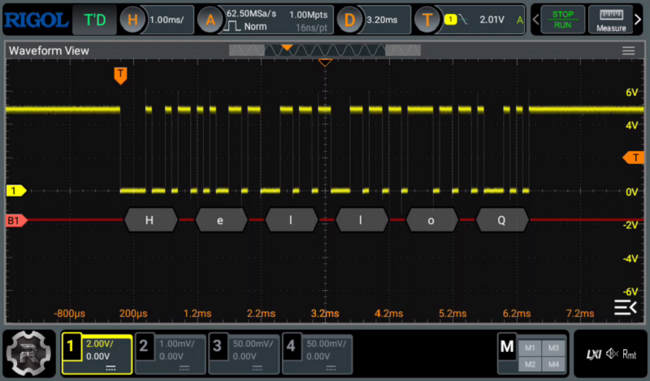 RIGOL T'D H 1.00ms/ A 62.50MSa/s 1.00Mpts D 3.20ms T 1 2.01V A STOP
Norm 16ns/pt RUN Measure
Waveform View
T
6V
4V
T
1 0V
B1 H e l l o Q -2V
-4V
-6V
-800μs 200μs 1.2ms 2.2ms 3.2ms 4.2ms 5.2ms 6.2ms 7.2ms
1 2.00V/ 2 1.00mV/ 3 50.00mV/ 4 50.00mV/ M M1 M3
0.00V 0.00V 0.00V 0.00V M2 M4
LXI Rmt